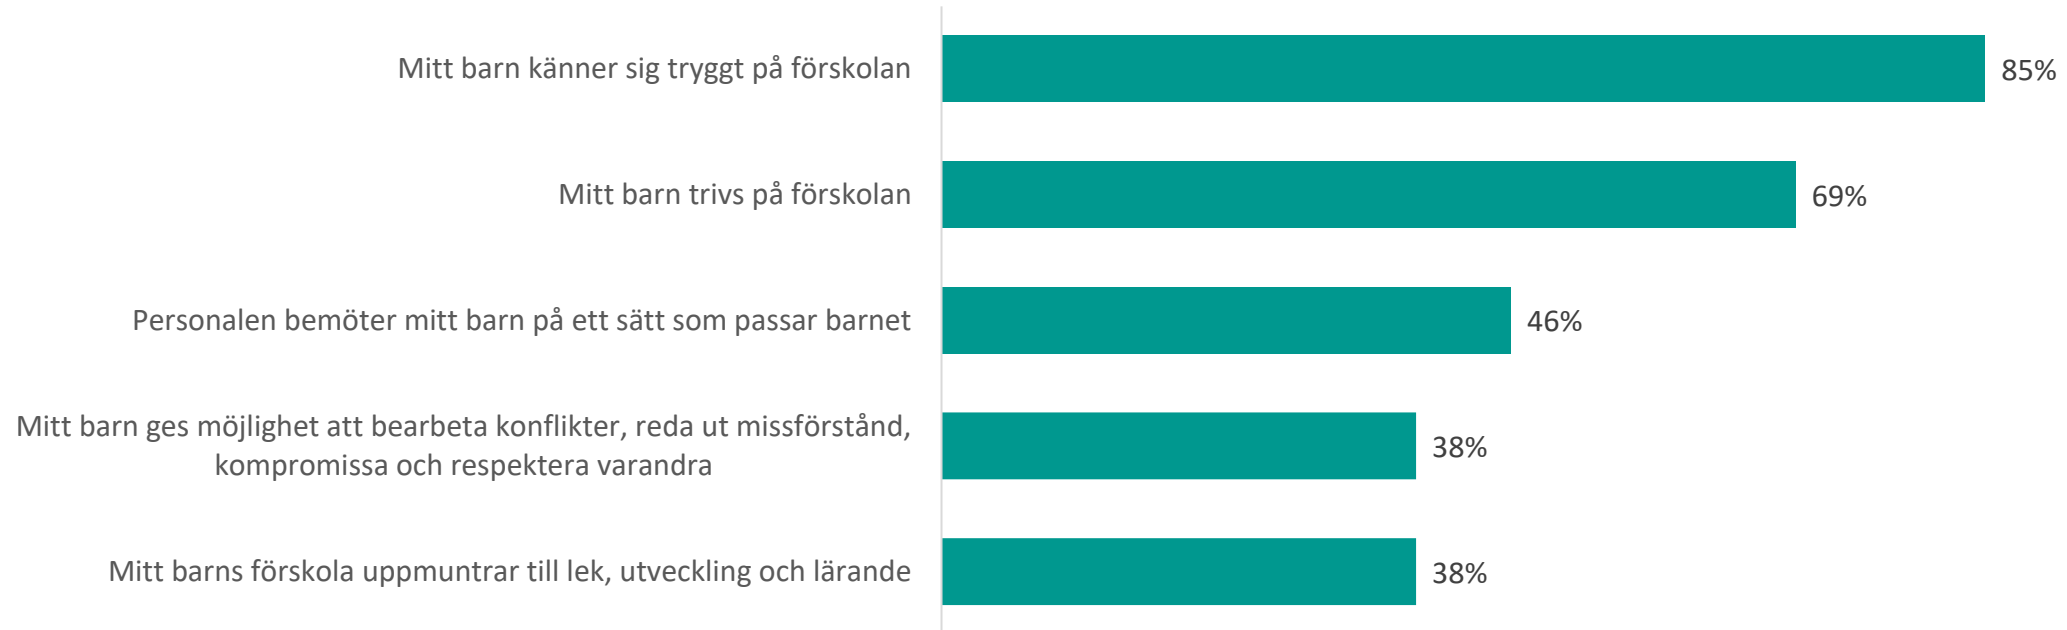 Mitt barn känner sig tryggt på förskolan
85%
Mitt barn trivs på förskolan
69%
Personalen bemöter mitt barn på ett sätt som passar barnet
46%
Mitt barn ges möjlighet att bearbeta konflikter, reda ut missförstånd,
kompromissa och respektera varandra
38%
Mitt barns förskola uppmuntrar till lek, utveckling och lärande
38%